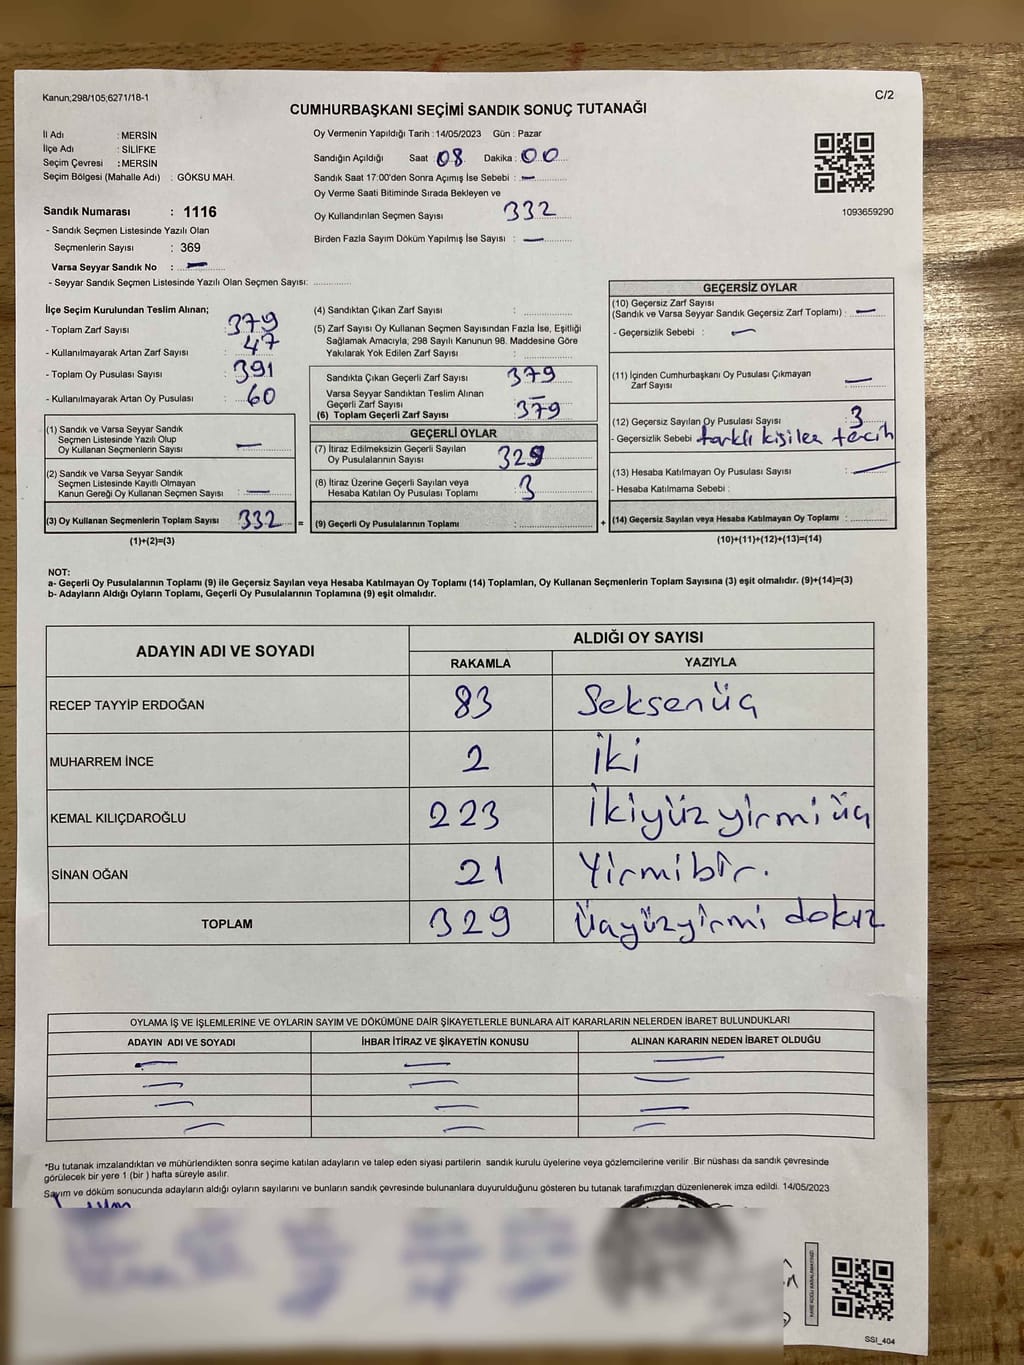 Kanun;298/105;6271/18-1
C/2
CUMHURBAŞKANI SEÇİMİ SANDIK SONUÇ TUTANAĞI
İl Adı : MERSİN
İlçe Adı : SİLİFKE
Seçim Çevresi : MERSİN
Seçim Bölgesi (Mahalle Adı) : GÖKSU MAH.
Sandık Numarası : 1116
- Sandık Seçmen Listesinde Yazılı Olan
Seçmenlerin Sayısı : 369
Varsa Seyyar Sandık No : —
- Seyyar Sandık Seçmen Listesinde Yazılı Olan Seçmen Sayısı:
Oy Vermenin Yapıldığı Tarih : 14/05/2023 Gün : Pazar
Sandığın Açıldığı Saat : 08 Dakika : 00
Sandık Saat 17:00'den Sonra Açımış İse Sebebi : —
Oy Verme Saati Bitiminde Sırada Bekleyen ve
Oy Kullandırılan Seçmen Sayısı 332
Birden Fazla Sayım Döküm Yapılmış İse Sayısı : —
1093659290
İlçe Seçim Kurulundan Teslim Alınan;
- Toplam Zarf Sayısı 379
- Kullanılmayarak Artan Zarf Sayısı : 47
- Toplam Oy Pusulası Sayısı : 391
- Kullanılmayarak Artan Oy Pusulası : 60
(1) Sandık ve Varsa Seyyar Sandık
Seçmen Listesinde Yazılı Olup
Oy Kullanan Seçmenlerin Sayısı : —
(2) Sandık ve Varsa Seyyar Sandık
Seçmen Listesinde Kayıtlı Olmayan
Kanun Gereği Oy Kullanan Seçmen Sayısı : —
(3) Oy Kullanan Seçmenlerin Toplam Sayısı : 332 =
(1)+(2)=(3)
(4) Sandıktan Çıkan Zarf Sayısı :
(5) Zarf Sayısı Oy Kullanan Seçmen Sayısından Fazla İse, Eşitliği
Sağlamak Amacıyla, 298 Sayılı Kanunun 98. Maddesine Göre
Yakılarak Yok Edilen Zarf Sayısı :
Sandıkta Çıkan Geçerli Zarf Sayısı : 379
Varsa Seyyar Sandıktan Teslim Alınan
Geçerli Zarf Sayısı : —
(6) Toplam Geçerli Zarf Sayısı : 379
GEÇERLİ OYLAR
(7) İtiraz Edilmeksizin Geçerli Sayılan
Oy Pusulalarının Sayısı : 329
(8) İtiraz Üzerine Geçerli Sayılan veya
Hesaba Katılan Oy Pusulası Toplamı : 3
(9) Geçerli Oy Pusulalarının Toplamı : +
GEÇERSİZ OYLAR
(10) Geçersiz Zarf Sayısı
(Sandık ve Varsa Seyyar Sandık Geçersiz Zarf Toplamı) : —
- Geçersizlik Sebebi : —
(11) İçinden Cumhurbaşkanı Oy Pusulası Çıkmayan
Zarf Sayısı : —
(12) Geçersiz Sayılan Oy Pusulası Sayısı : 3
- Geçersizlik Sebebi farklı kişiler tercih
(13) Hesaba Katılmayan Oy Pusulası Sayısı : —
- Hesaba Katılmama Sebebi :
(14) Geçersiz Sayılan veya Hesaba Katılmayan Oy Toplamı :
(10)+(11)+(12)+(13)=(14)
NOT:
a- Geçerli Oy Pusulalarının Toplamı (9) ile Geçersiz Sayılan veya Hesaba Katılmayan Oy Toplamı (14) Toplamları, Oy Kullanan Seçmenlerin Toplam Sayısına (3) eşit olmalıdır. (9)+(14)=(3)
b- Adayların Aldığı Oyların Toplamı, Geçerli Oy Pusulalarının Toplamına (9) eşit olmalıdır.
ADAYIN ADI VE SOYADI ALDIĞI OY SAYISI
RAKAMLA YAZIYLA
RECEP TAYYİP ERDOĞAN 83 Seksenüç
MUHARREM İNCE 2 İki
KEMAL KILIÇDAROĞLU 223 İkiyüz yirmi üç
SİNAN OĞAN 21 Yirmibir.
TOPLAM 329 Üçyüzyirmi dokuz
OYLAMA İŞ VE İŞLEMLERİNE VE OYLARIN SAYIM VE DÖKÜMÜNE DAİR ŞİKAYETLERLE BUNLARA AİT KARARLARIN NELERDEN İBARET BULUNDUKLARI
ADAYIN ADI VE SOYADI İHBAR İTİRAZ VE ŞİKAYETİN KONUSU ALINAN KARARIN NEDEN İBARET OLDUĞU
— — —
— — —
— — —
— — —
*Bu tutanak imzalandıktan ve mühürlendikten sonra seçime katılan adayların ve talep eden siyasi partilerin sandık kurulu üyelerine veya gözlemcilerine verilir .Bir nüshası da sandık çevresinde
görülecek bir yere 1 (bir ) hafta süreyle asılır.
Sayım ve döküm sonucunda adayların aldığı oyların sayılarını ve bunların sandık çevresinde bulunanlara duyurulduğunu gösteren bu tutanak tarafımızdan düzenlenerek imza edildi. 14/05/2023
SSI_404